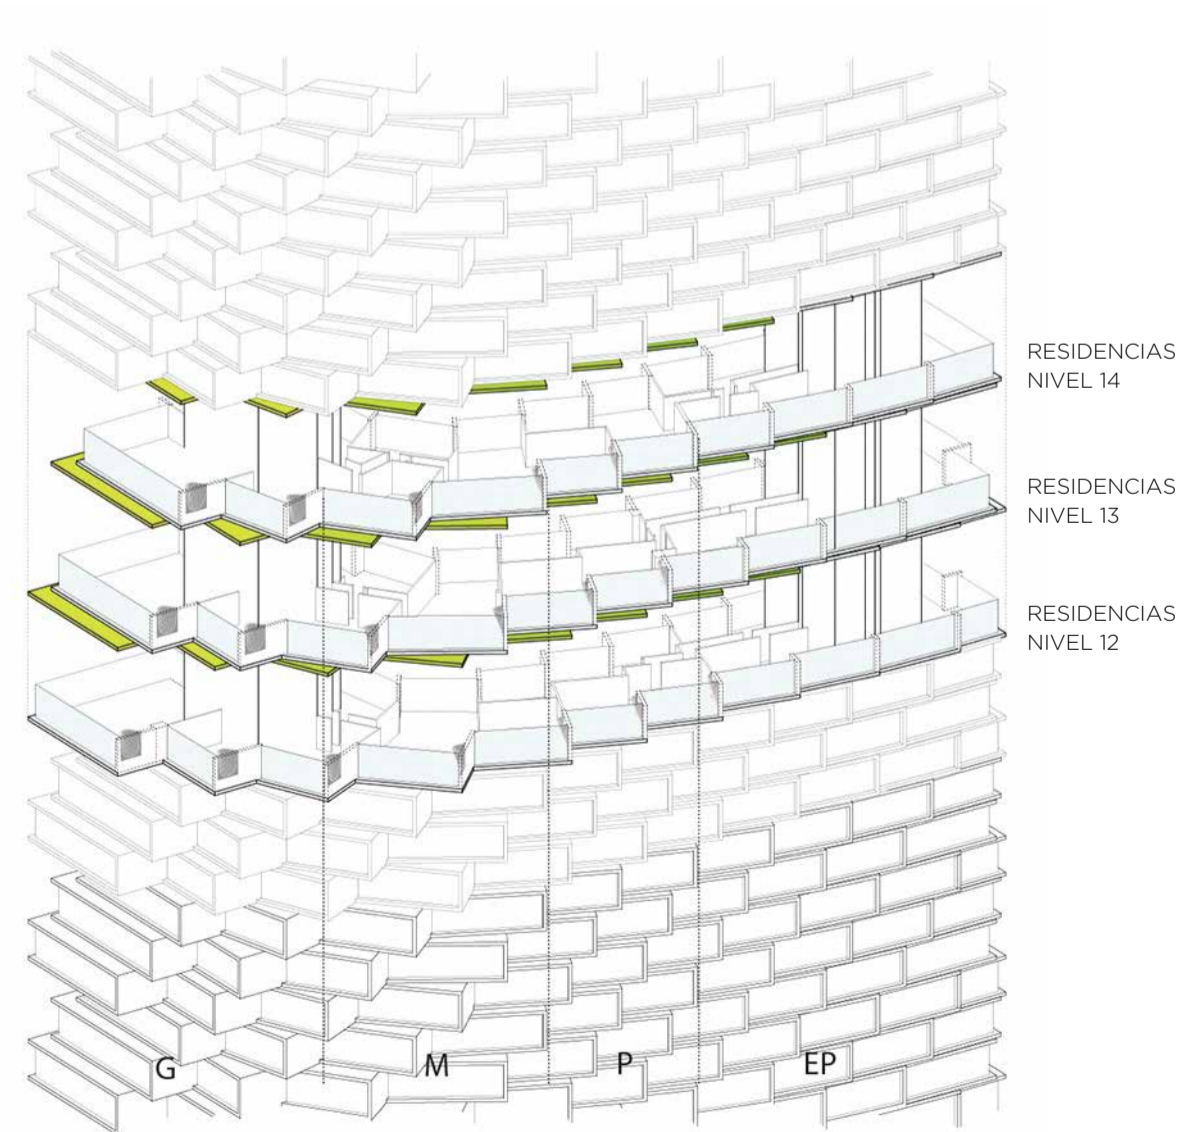 RESIDENCIAS
NIVEL 14
RESIDENCIAS
NIVEL 13
RESIDENCIAS
NIVEL 12
G M P EP